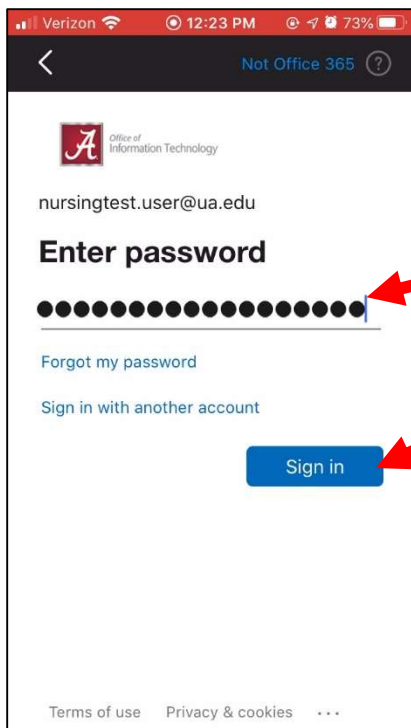 Verizon 12:23 PM 73%
Not Office 365 ?
A Office of
Information Technology
nursingtest.user@ua.edu
Enter password
●●●●●●●●●●●●●●●●●●
Forgot my password
Sign in with another account
Sign in
Terms of use Privacy & cookies ...